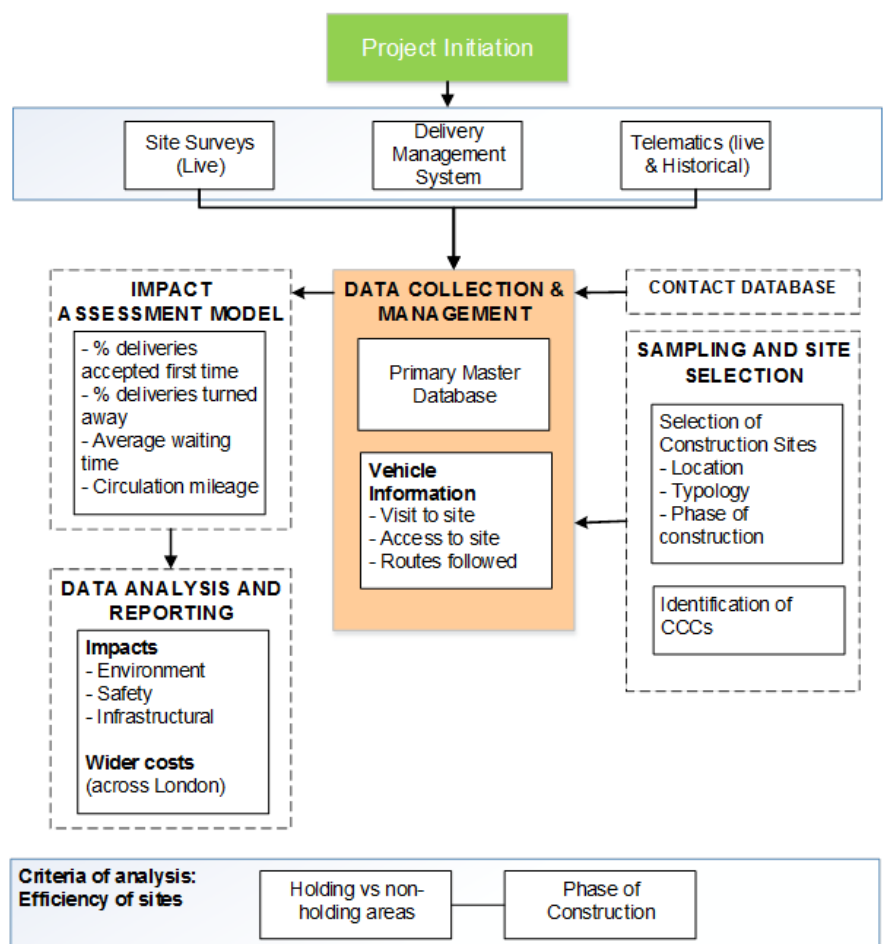 Project Initiation
Site Surveys
(Live)
Delivery
Management
System
Telematics (live
& Historical)
IMPACT
ASSESSMENT MODEL
- % deliveries
accepted first time
- % deliveries turned
away
- Average waiting
time
- Circulation mileage
DATA COLLECTION &
MANAGEMENT
Primary Master
Database
Vehicle
Information
- Visit to site
- Access to site
- Routes followed
CONTACT DATABASE
SAMPLING AND SITE
SELECTION
Selection of
Construction Sites
- Location
- Typology
- Phase of
construction
Identification of
CCCs
DATA ANALYSIS AND
REPORTING
Impacts
- Environment
- Safety
- Infrastructural
Wider costs
(across London)
Criteria of analysis:
Efficiency of sites
Holding vs non-
holding areas
Phase of
Construction